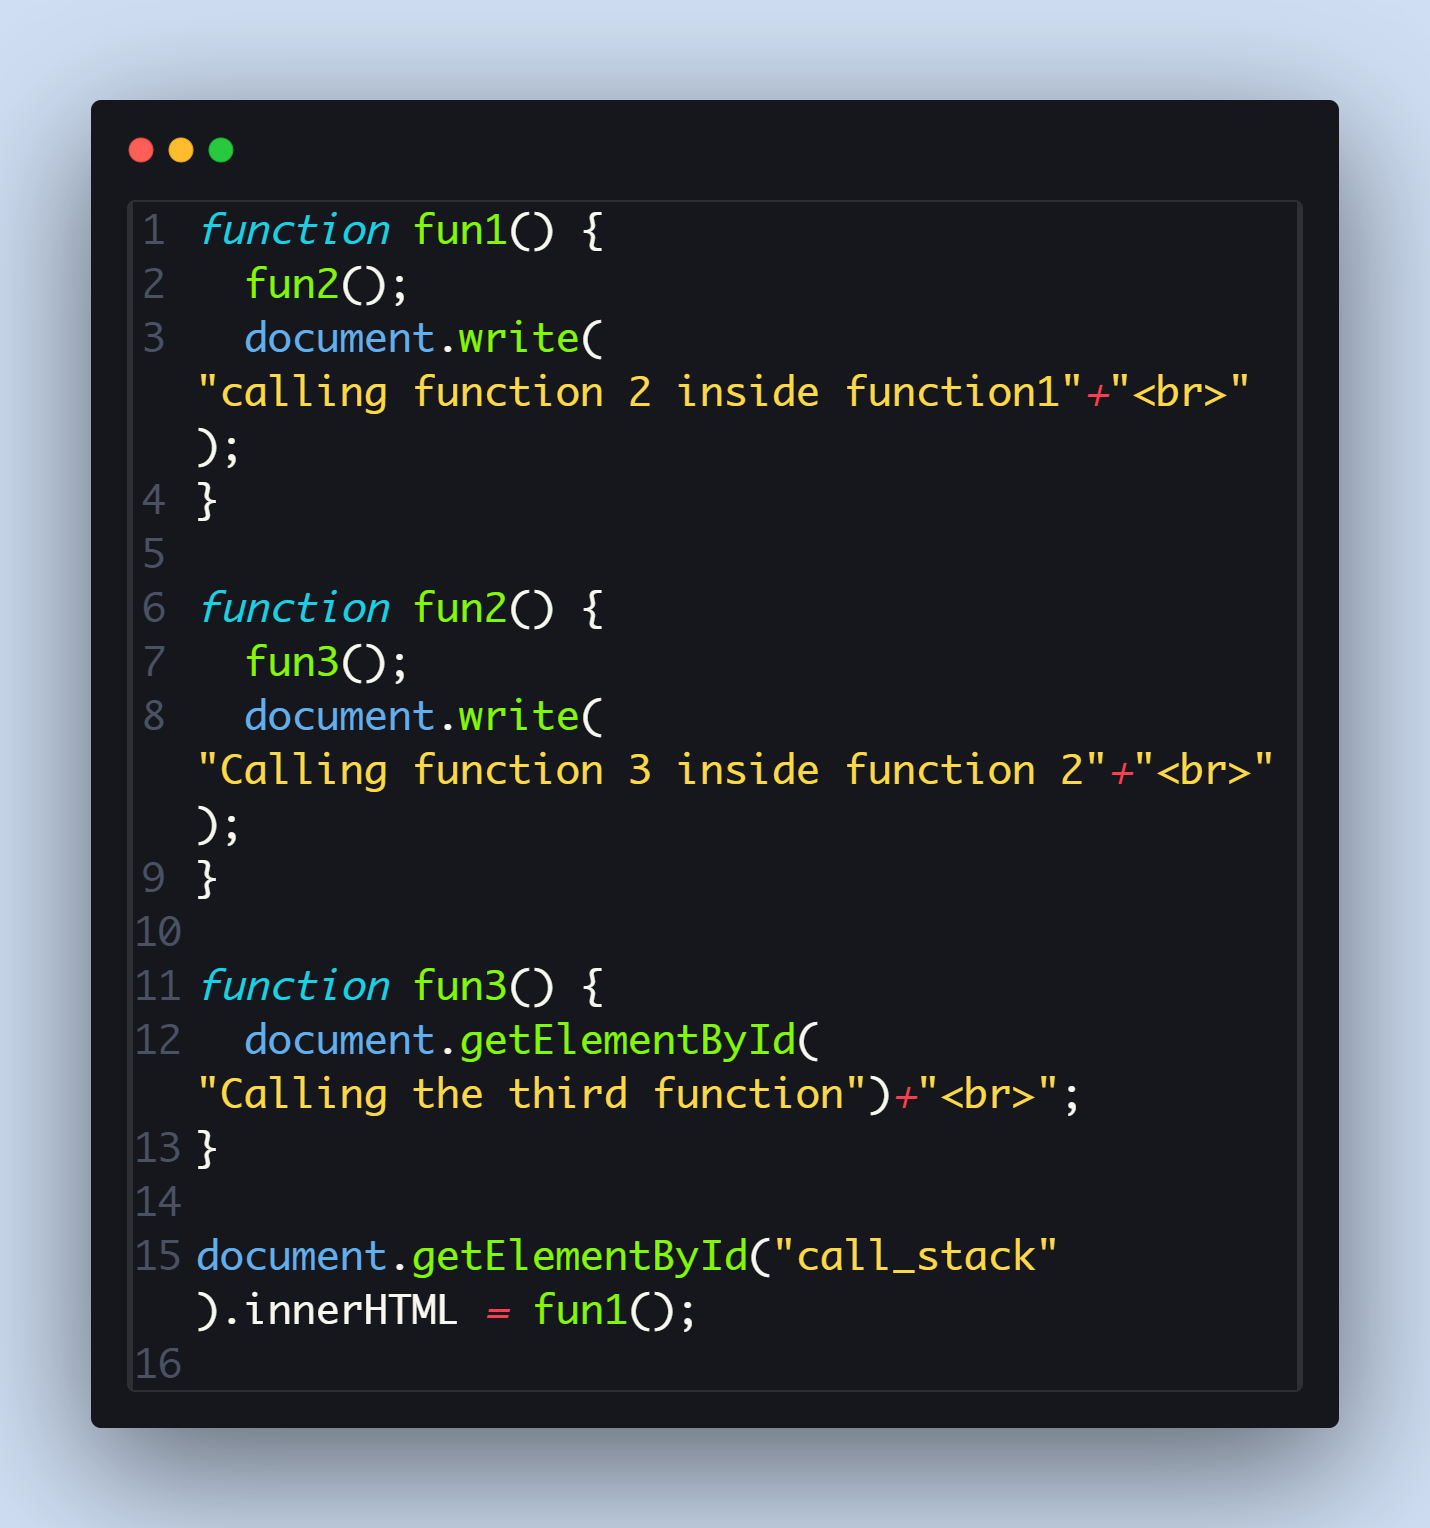 1 function fun1() {
2   fun2();
3   document.write(
"calling function 2 inside function1"+"<br>"
);
4 }
5
6 function fun2() {
7   fun3();
8   document.write(
"Calling function 3 inside function 2"+"<br>"
);
9 }
10
11 function fun3() {
12   document.getElementById(
"Calling the third function")+"<br>";
13 }
14
15 document.getElementById("call_stack"
).innerHTML = fun1();
16